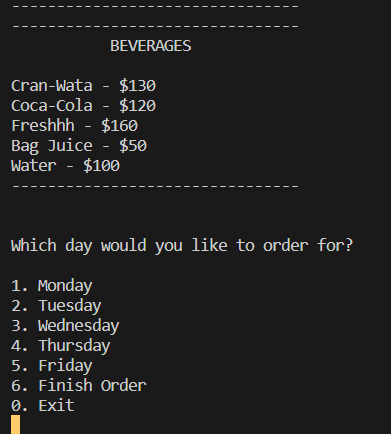 --------------------------------
--------------------------------
BEVERAGES
Cran-Wata - $130
Coca-Cola - $120
Freshhh - $160
Bag Juice - $50
Water - $100
--------------------------------
Which day would you like to order for?
1. Monday
2. Tuesday
3. Wednesday
4. Thursday
5. Friday
6. Finish Order
0. Exit